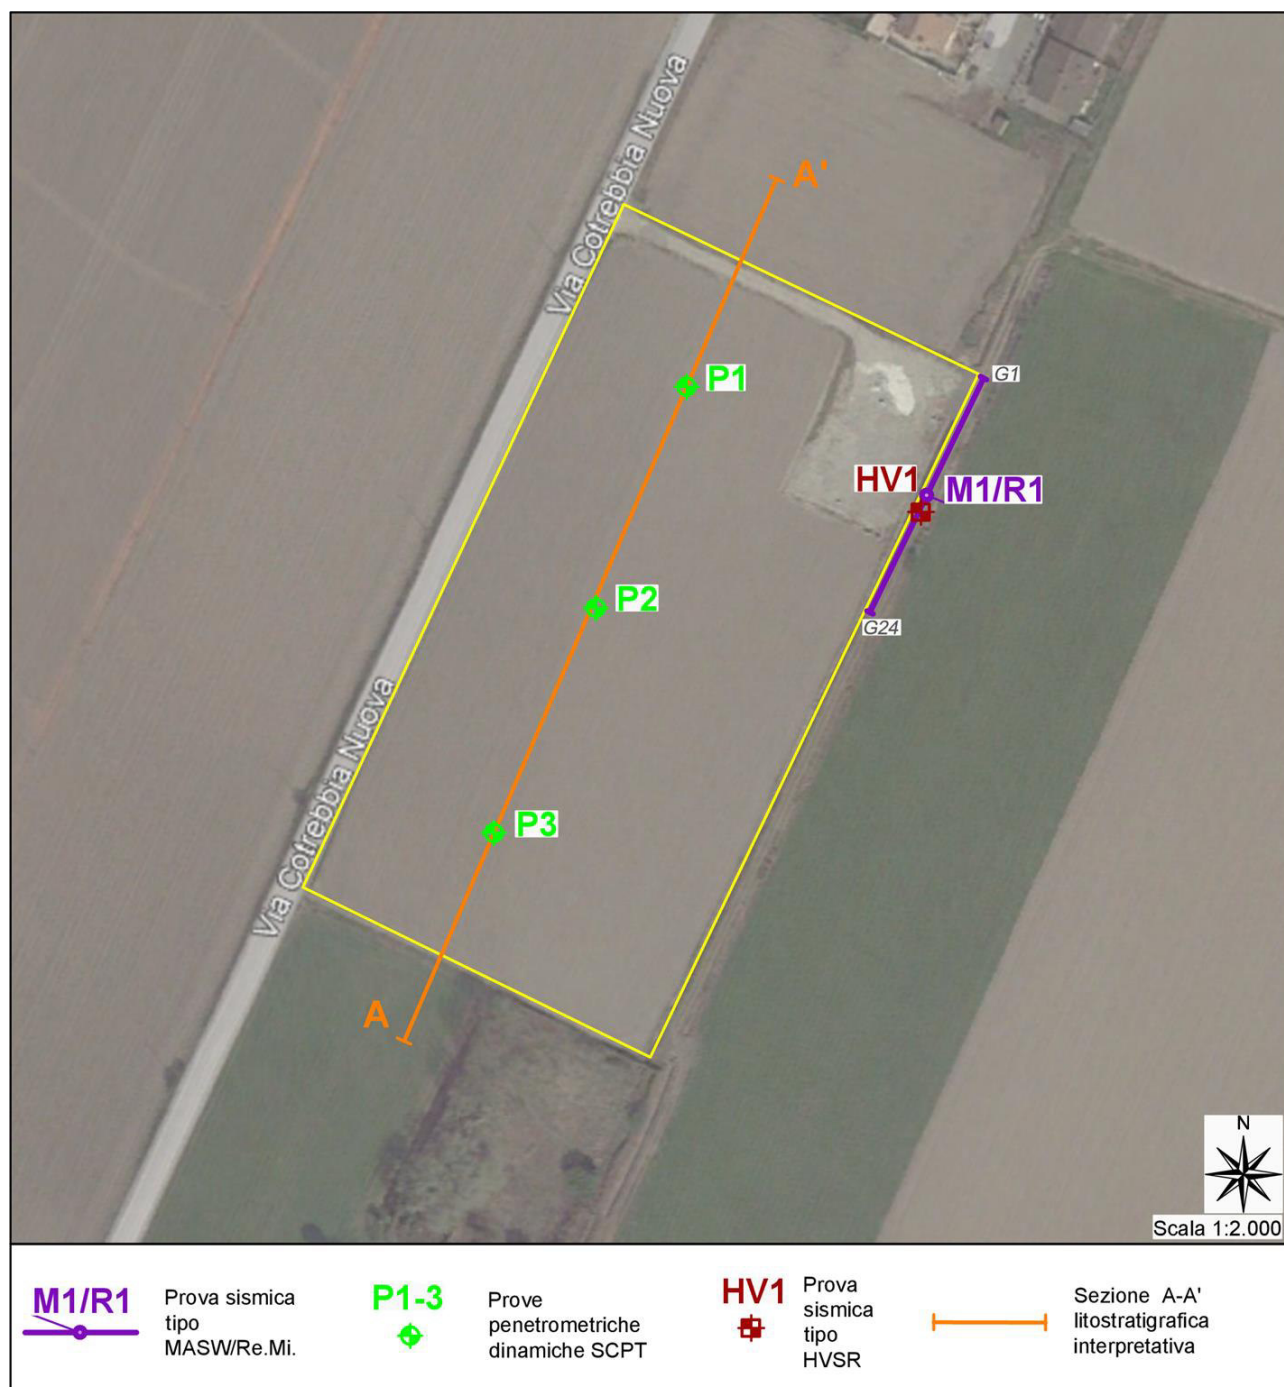 Via Cotrebbia Nuova
A'
P1
G1
HV1
M1/R1
P2
G24
Via Cotrebbia Nuova
P3
A
N
Scala 1:2.000
M1/R1
Prova sismica
tipo
MASW/Re.Mi.
P1-3
Prove
penetrometriche
dinamiche SCPT
HV1
Prova
sismica
tipo
HVSR
Sezione A-A'
litostratigrafica
interpretativa